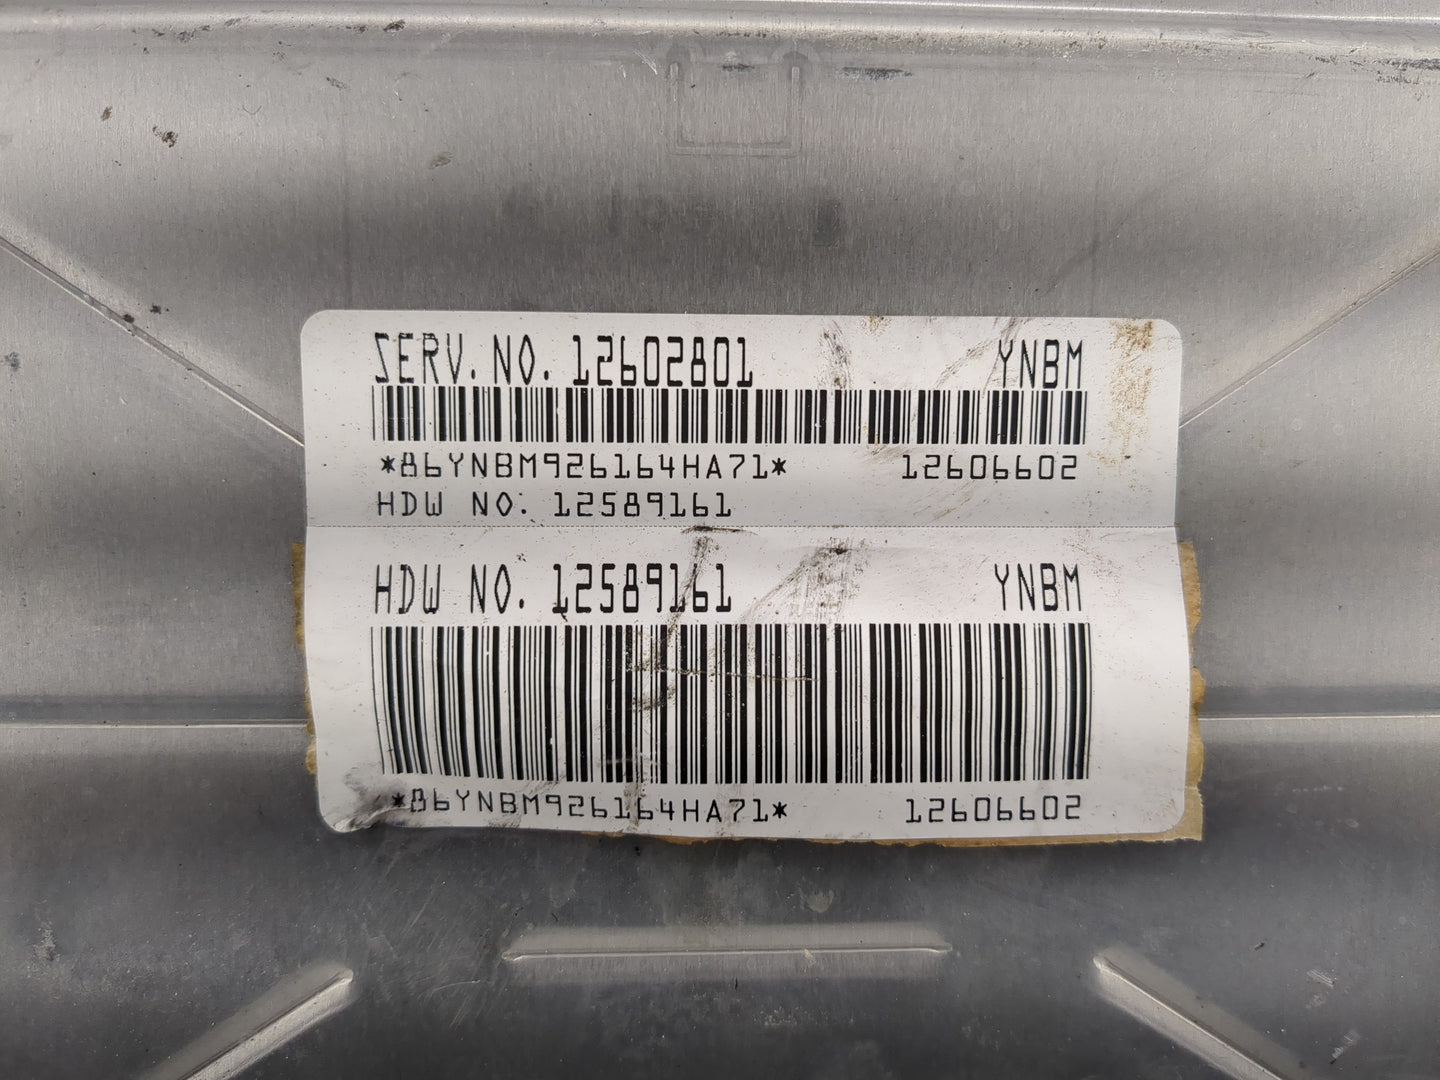 SERV. NO. 12602801 YNBM
*86YNBM926164HA71* 12606602
HDW NO. 12589161
HDW NO. 12589161 YNBM
*86YNBM926164HA71* 12606602